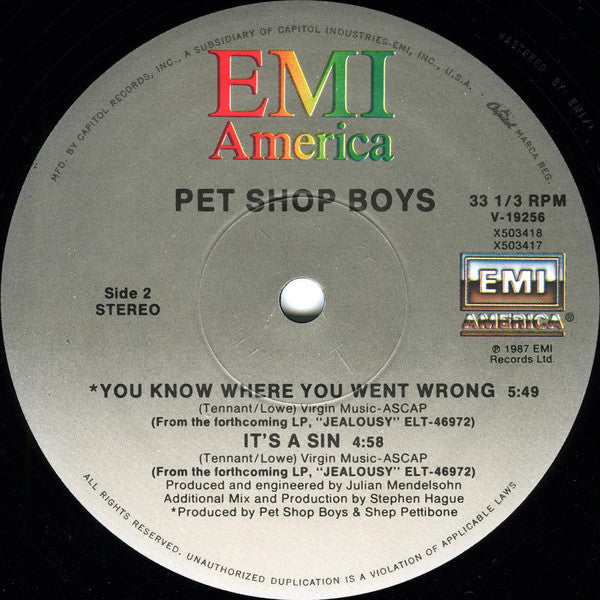 MFD. BY CAPITOL RECORDS, INC., A SUBSIDIARY OF CAPITOL INDUSTRIES-EMI, INC., U.S.A.
Capitol MARCA REG.
MASTERED BY EMI
EMI
America
PET SHOP BOYS
33 1/3 RPM
V-19256
X503418
X503417
Side 2
STEREO
EMI
AMERICA
℗ 1987 EMI
Records Ltd.
*YOU KNOW WHERE YOU WENT WRONG 5:49
(Tennant/Lowe) Virgin Music-ASCAP
(From the forthcoming LP, "JEALOUSY" ELT-46972)
IT'S A SIN 4:58
(Tennant/Lowe) Virgin Music-ASCAP
(From the forthcoming LP, "JEALOUSY" ELT-46972)
Produced and engineered by Julian Mendelsohn
Additional Mix and Production by Stephen Hague
*Produced by Pet Shop Boys & Shep Pettibone
ALL RIGHTS RESERVED. UNAUTHORIZED DUPLICATION IS A VIOLATION OF APPLICABLE LAWS